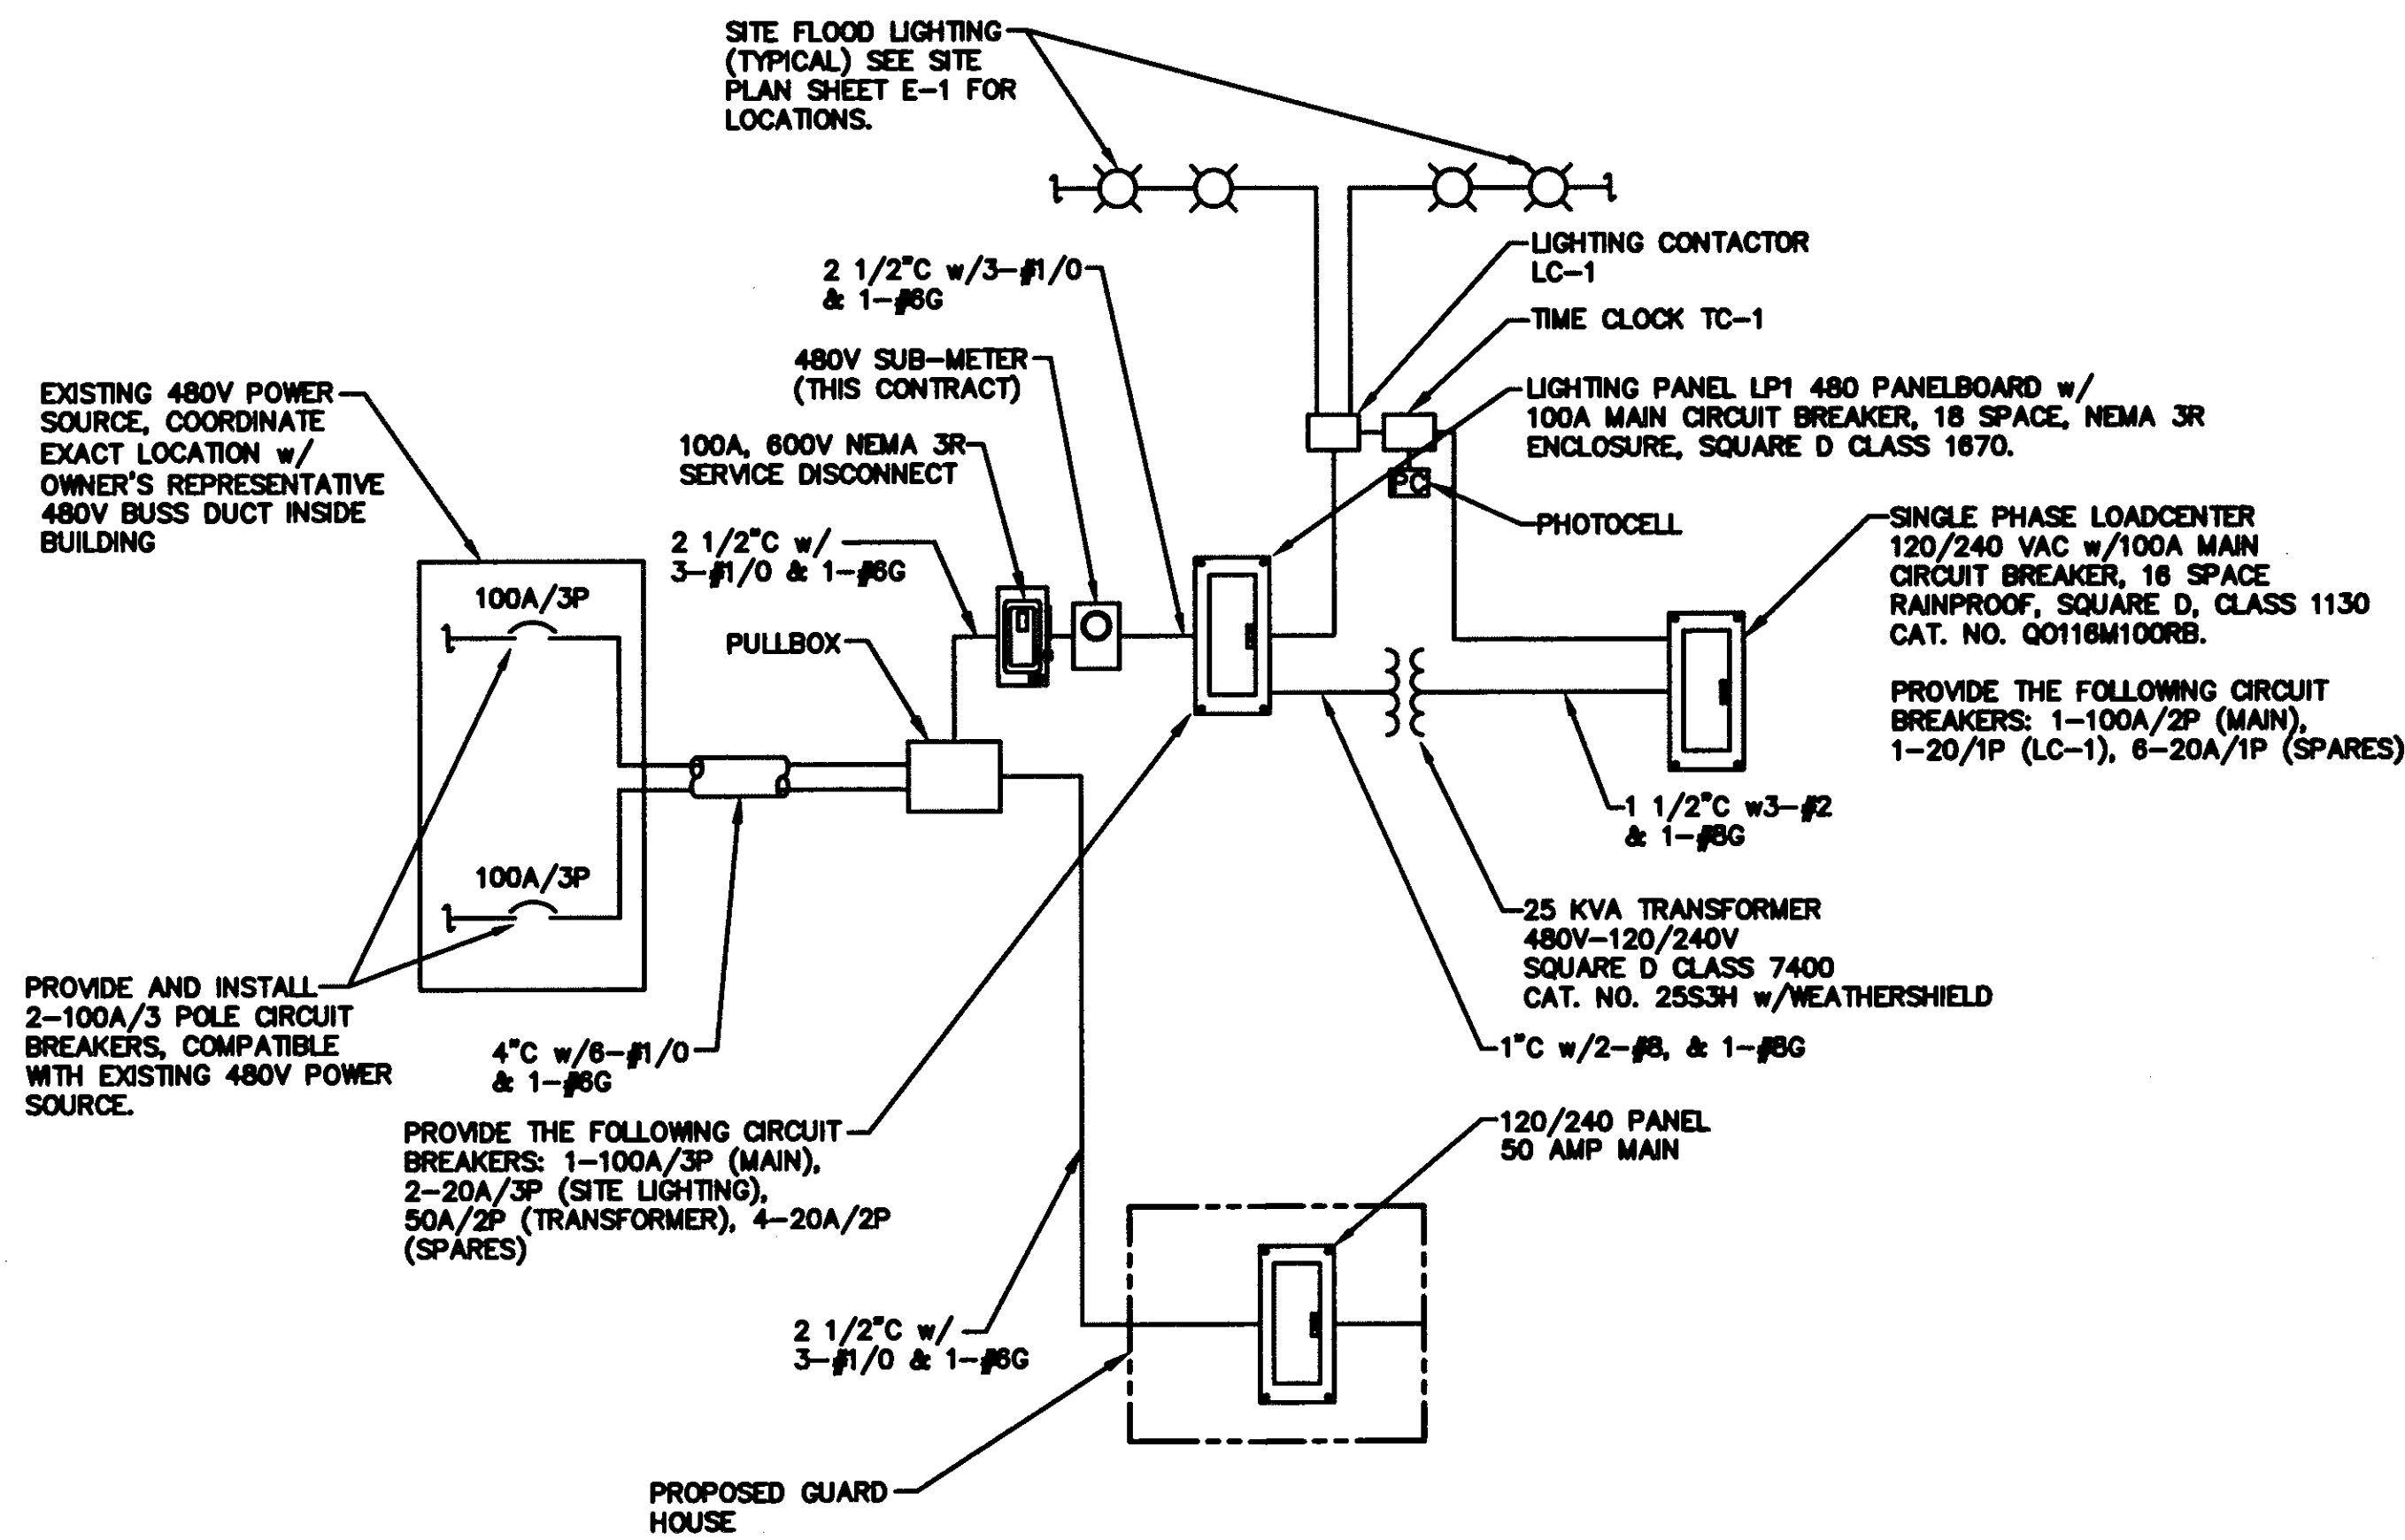 SITE FLOOD LIGHTING
(TYPICAL) SEE SITE
PLAN SHEET E-1 FOR
LOCATIONS.
LIGHTING CONTACTOR
LC-1
2 1/2"C w/3-#1/0
& 1-#6G
TIME CLOCK TC-1
480V SUB-METER
(THIS CONTRACT)
LIGHTING PANEL LP1 480 PANELBOARD w/
100A MAIN CIRCUIT BREAKER, 18 SPACE, NEMA 3R
ENCLOSURE, SQUARE D CLASS 1670.
EXISTING 480V POWER
SOURCE, COORDINATE
EXACT LOCATION w/
OWNER'S REPRESENTATIVE
480V BUSS DUCT INSIDE
BUILDING
100A, 600V NEMA 3R
SERVICE DISCONNECT
PC
PHOTOCELL
SINGLE PHASE LOADCENTER
120/240 VAC w/100A MAIN
CIRCUIT BREAKER, 16 SPACE
RAINPROOF, SQUARE D, CLASS 1130
CAT. NO. QO116M100RB.
2 1/2"C w/
3-#1/0 & 1-#6G
100A/3P
PULLBOX
PROVIDE THE FOLLOWING CIRCUIT
BREAKERS: 1-100A/2P (MAIN),
1-20/1P (LC-1), 6-20A/1P (SPARES)
1 1/2"C w3-#2
& 1-#8G
100A/3P
25 KVA TRANSFORMER
480V-120/240V
SQUARE D CLASS 7400
CAT. NO. 25S3H w/WEATHERSHIELD
PROVIDE AND INSTALL
2-100A/3 POLE CIRCUIT
BREAKERS, COMPATIBLE
WITH EXISTING 480V POWER
SOURCE.
4"C w/6-#1/0
& 1-#6G
1"C w/2-#8, & 1-#8G
PROVIDE THE FOLLOWING CIRCUIT
BREAKERS: 1-100A/3P (MAIN),
2-20A/3P (SITE LIGHTING),
50A/2P (TRANSFORMER), 4-20A/2P
(SPARES)
120/240 PANEL
50 AMP MAIN
2 1/2"C w/
3-#1/0 & 1-#6G
PROPOSED GUARD
HOUSE